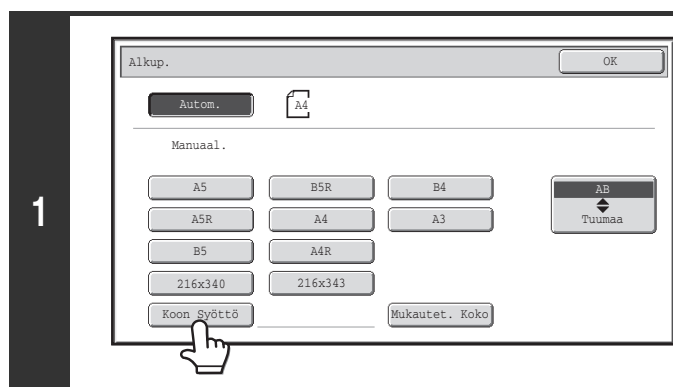 1
Alkup.
OK
Autom.
A4
Manuaal.
A5
B5R
B4
AB
A5R
A4
A3
Tuumaa
B5
A4R
216x340
216x343
Koon Syöttö
Mukautet. Koko